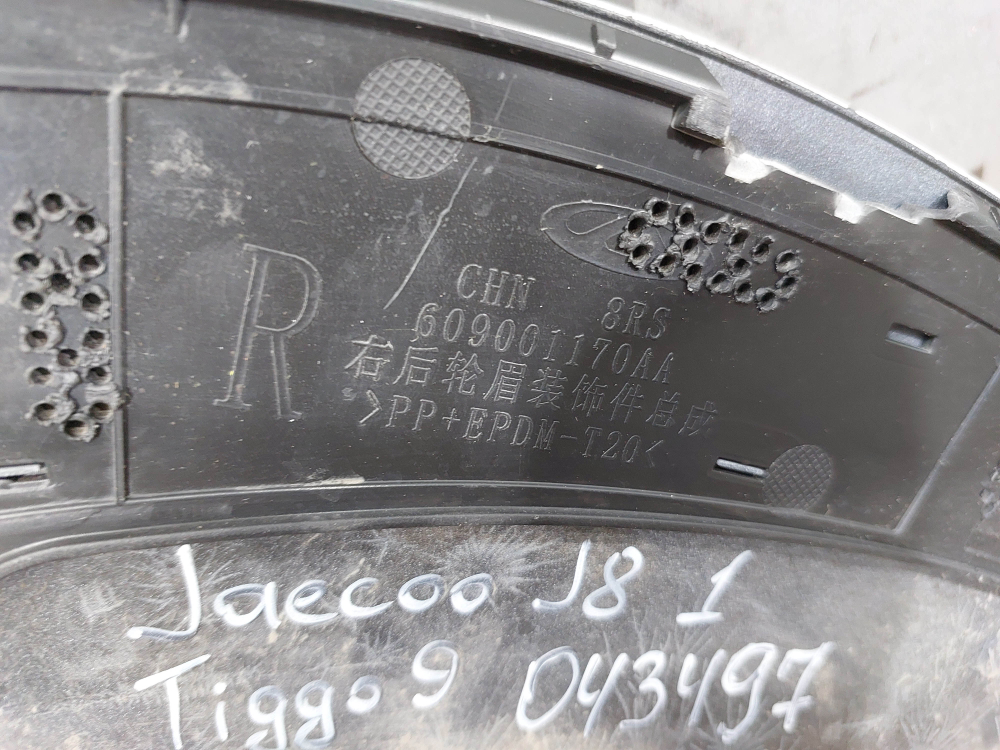 R
CHN 8RS
609001170AA
右后轮眉装饰件总成
>PP+EPDM-T20<
Jaecoo J8 1
Tiggo 9 043497